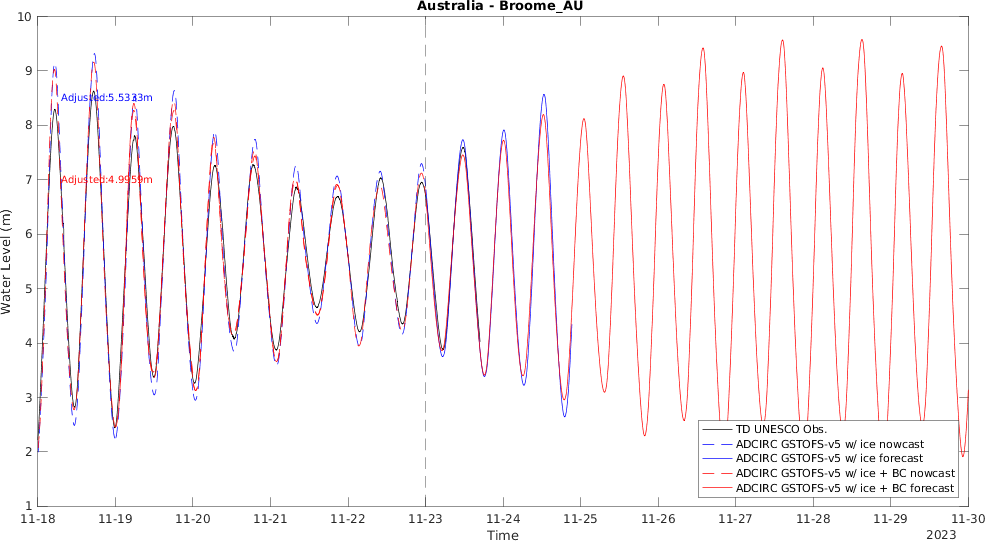 Australia - Broome_AU
10
9
8
7
6
5
4
3
2
1
Water Level (m)
Adjusted:5.5333m
Adjusted:4.9959m
TD UNESCO Obs.
ADCIRC GSTOFS-v5 w/ ice nowcast
ADCIRC GSTOFS-v5 w/ ice forecast
ADCIRC GSTOFS-v5 w/ ice + BC nowcast
ADCIRC GSTOFS-v5 w/ ice + BC forecast
11-18 11-19 11-20 11-21 11-22 11-23 11-24 11-25 11-26 11-27 11-28 11-29 11-30
Time
2023